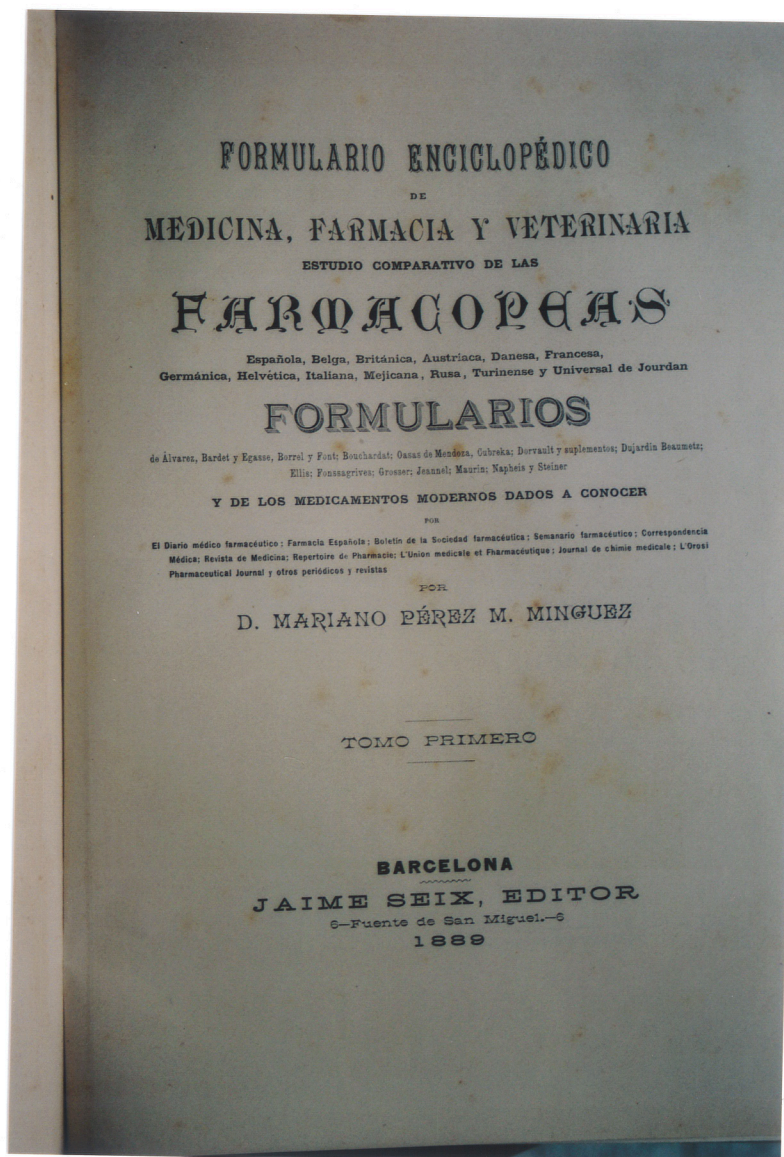 FORMULARIO ENCICLOPÉDICO
DE
MEDICINA, FARMACIA Y VETERINARIA
ESTUDIO COMPARATIVO DE LAS
FARMACOPEAS
Española, Belga, Británica, Austriaca, Danesa, Francesa,
Germánica, Helvética, Italiana, Mejicana, Rusa, Turinense y Universal de Jourdan
FORMULARIOS
de Álvarez, Bardet y Egasse, Borrel y Font; Bouchardat; Casas de Mendoza, Cubreka; Dorvault y suplementos; Dujardin Beaumetz;
Ellis; Fonssagrives; Grosser; Jeannel; Maurin; Napheis y Steiner
Y DE LOS MEDICAMENTOS MODERNOS DADOS A CONOCER
POR
El Diario médico farmacéutico; Farmacia Española; Boletín de la Sociedad farmacéutica; Semanario farmacéutico; Correspondencia
Médica; Revista de Medicina; Repertoire de Pharmacie; L'Union medicale et Fharmacéutique; Journal de chimie medicale; L'Orosi
Pharmaceutical Journal y otros periódicos y revistas
POR
D. MARIANO PÉREZ M. MINGUEZ
TOMO PRIMERO
BARCELONA
JAIME SEIX, EDITOR
6—Fuente de San Miguel.—6
1889